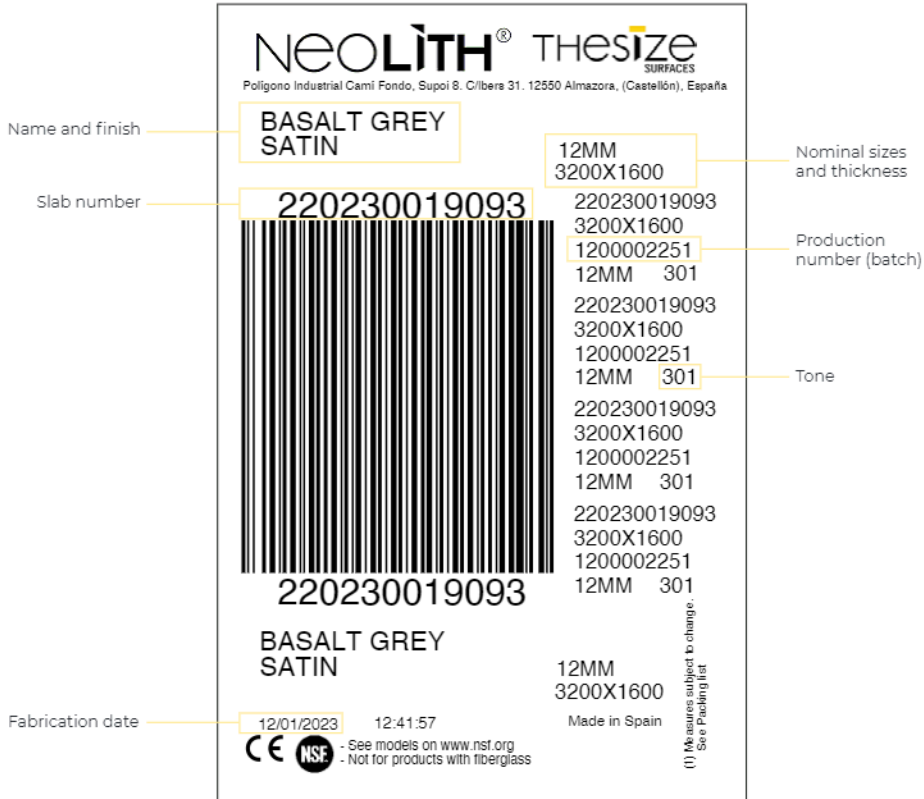 NEOLITH® THESIZE
SURFACES
Polígono Industrial Camí Fondo, Supoi 8. C/Ibers 31. 12550 Almazora, (Castellón), España
Name and finish
BASALT GREY
SATIN
12MM
3200X1600
Nominal sizes
and thickness
Slab number
220230019093
220230019093
3200X1600
1200002251
12MM 301
Production
number (batch)
220230019093
3200X1600
1200002251
12MM 301
Tone
220230019093
3200X1600
1200002251
12MM 301
220230019093
3200X1600
1200002251
12MM 301
220230019093
BASALT GREY
SATIN
12MM
3200X1600
(1) Measures subject to change.
See Packing list
Fabrication date
12/01/2023 12:41:57
Made in Spain
CE NSF.
- See models on www.nsf.org
- Not for products with fiberglass